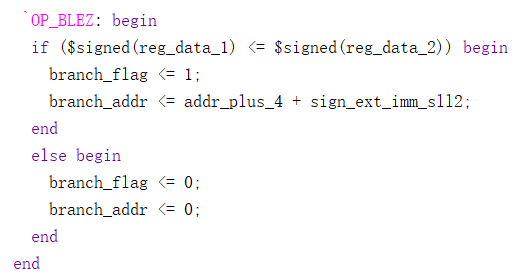 `OP_BLEZ: begin
if ($signed(reg_data_1) <= $signed(reg_data_2)) begin
branch_flag <= 1;
branch_addr <= addr_plus_4 + sign_ext_imm_sll2;
end
else begin
branch_flag <= 0;
branch_addr <= 0;
end
end